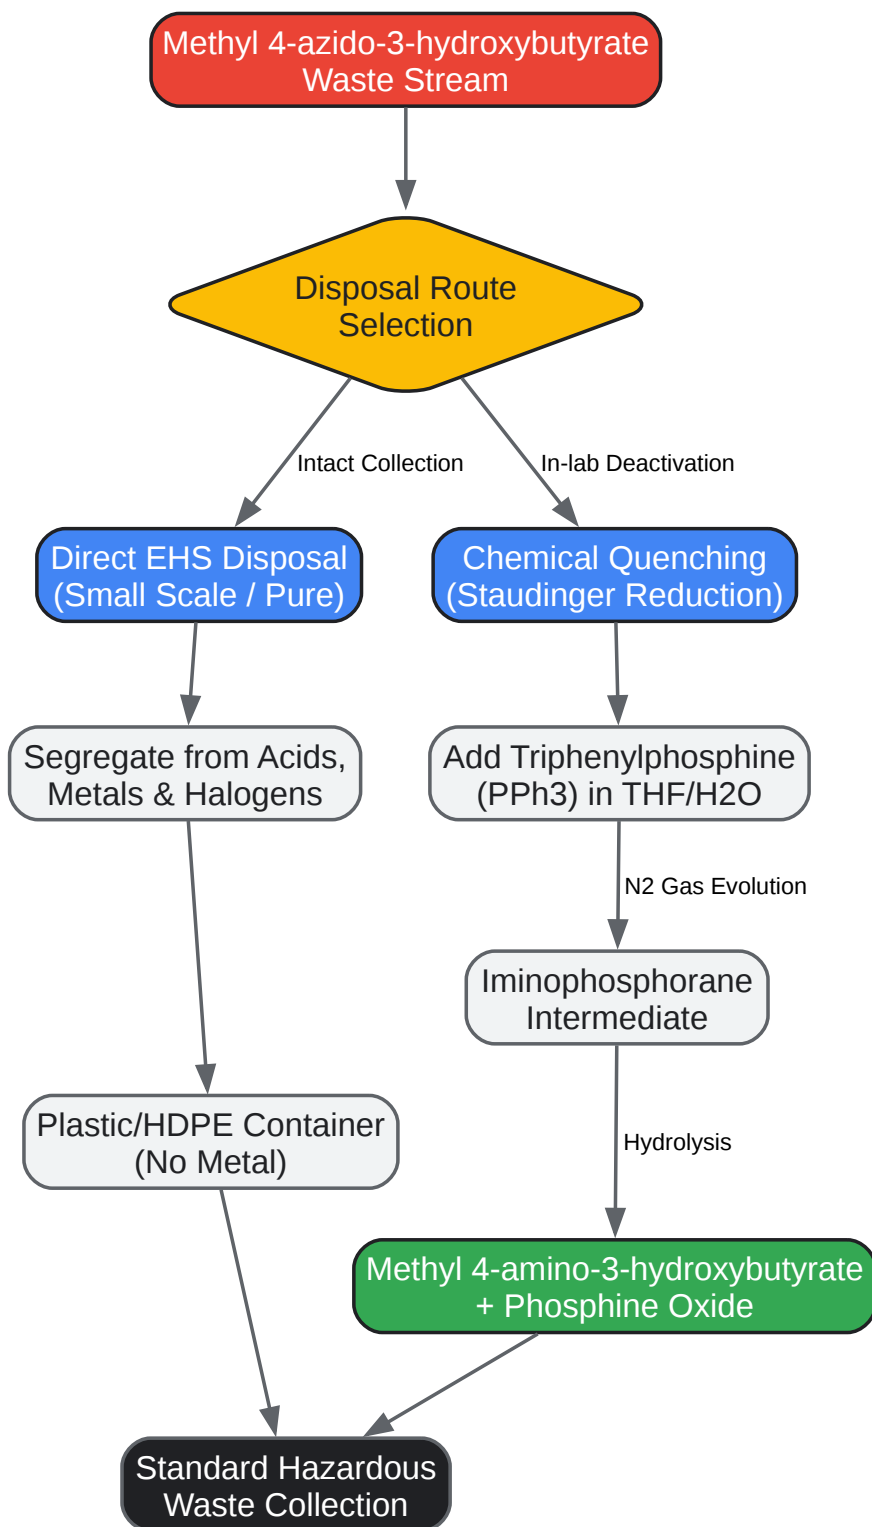 Methyl 4-azido-3-hydroxybutyrate
Waste Stream
Disposal Route
Selection
Intact Collection
In-lab Deactivation
Direct EHS Disposal
(Small Scale / Pure)
Chemical Quenching
(Staudinger Reduction)
Segregate from Acids,
Metals & Halogens
Add Triphenylphosphine
(PPh3) in THF/H2O
N2 Gas Evolution
Iminophosphorane
Intermediate
Plastic/HDPE Container
(No Metal)
Hydrolysis
Methyl 4-amino-3-hydroxybutyrate
+ Phosphine Oxide
Standard Hazardous
Waste Collection